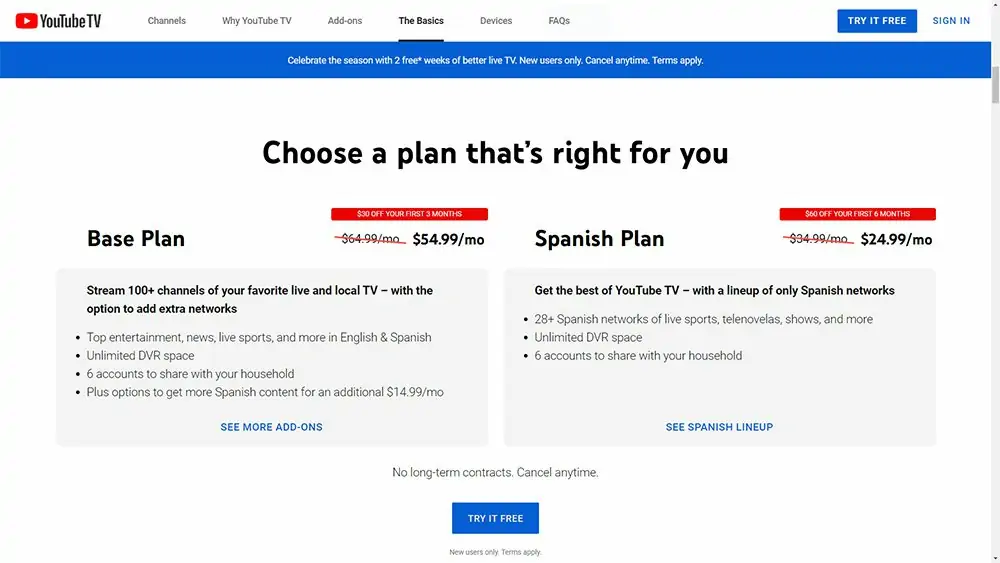 YouTube TV
Channels
Why YouTube TV
Add-ons
The Basics
Devices
FAQs
TRY IT FREE
SIGN IN
Celebrate the season with 2 free* weeks of better live TV. New users only. Cancel anytime. Terms apply.
Choose a plan that's right for you
$30 OFF YOUR FIRST 3 MONTHS
Base Plan
$64.99/mo $54.99/mo
Stream 100+ channels of your favorite live and local TV – with the
option to add extra networks
• Top entertainment, news, live sports, and more in English & Spanish
• Unlimited DVR space
• 6 accounts to share with your household
• Plus options to get more Spanish content for an additional $14.99/mo
SEE MORE ADD-ONS
$60 OFF YOUR FIRST 6 MONTHS
Spanish Plan
$34.99/mo $24.99/mo
Get the best of YouTube TV – with a lineup of only Spanish networks
• 28+ Spanish networks of live sports, telenovelas, shows, and more
• Unlimited DVR space
• 6 accounts to share with your household
SEE SPANISH LINEUP
No long-term contracts. Cancel anytime.
TRY IT FREE
New users only. Terms apply.